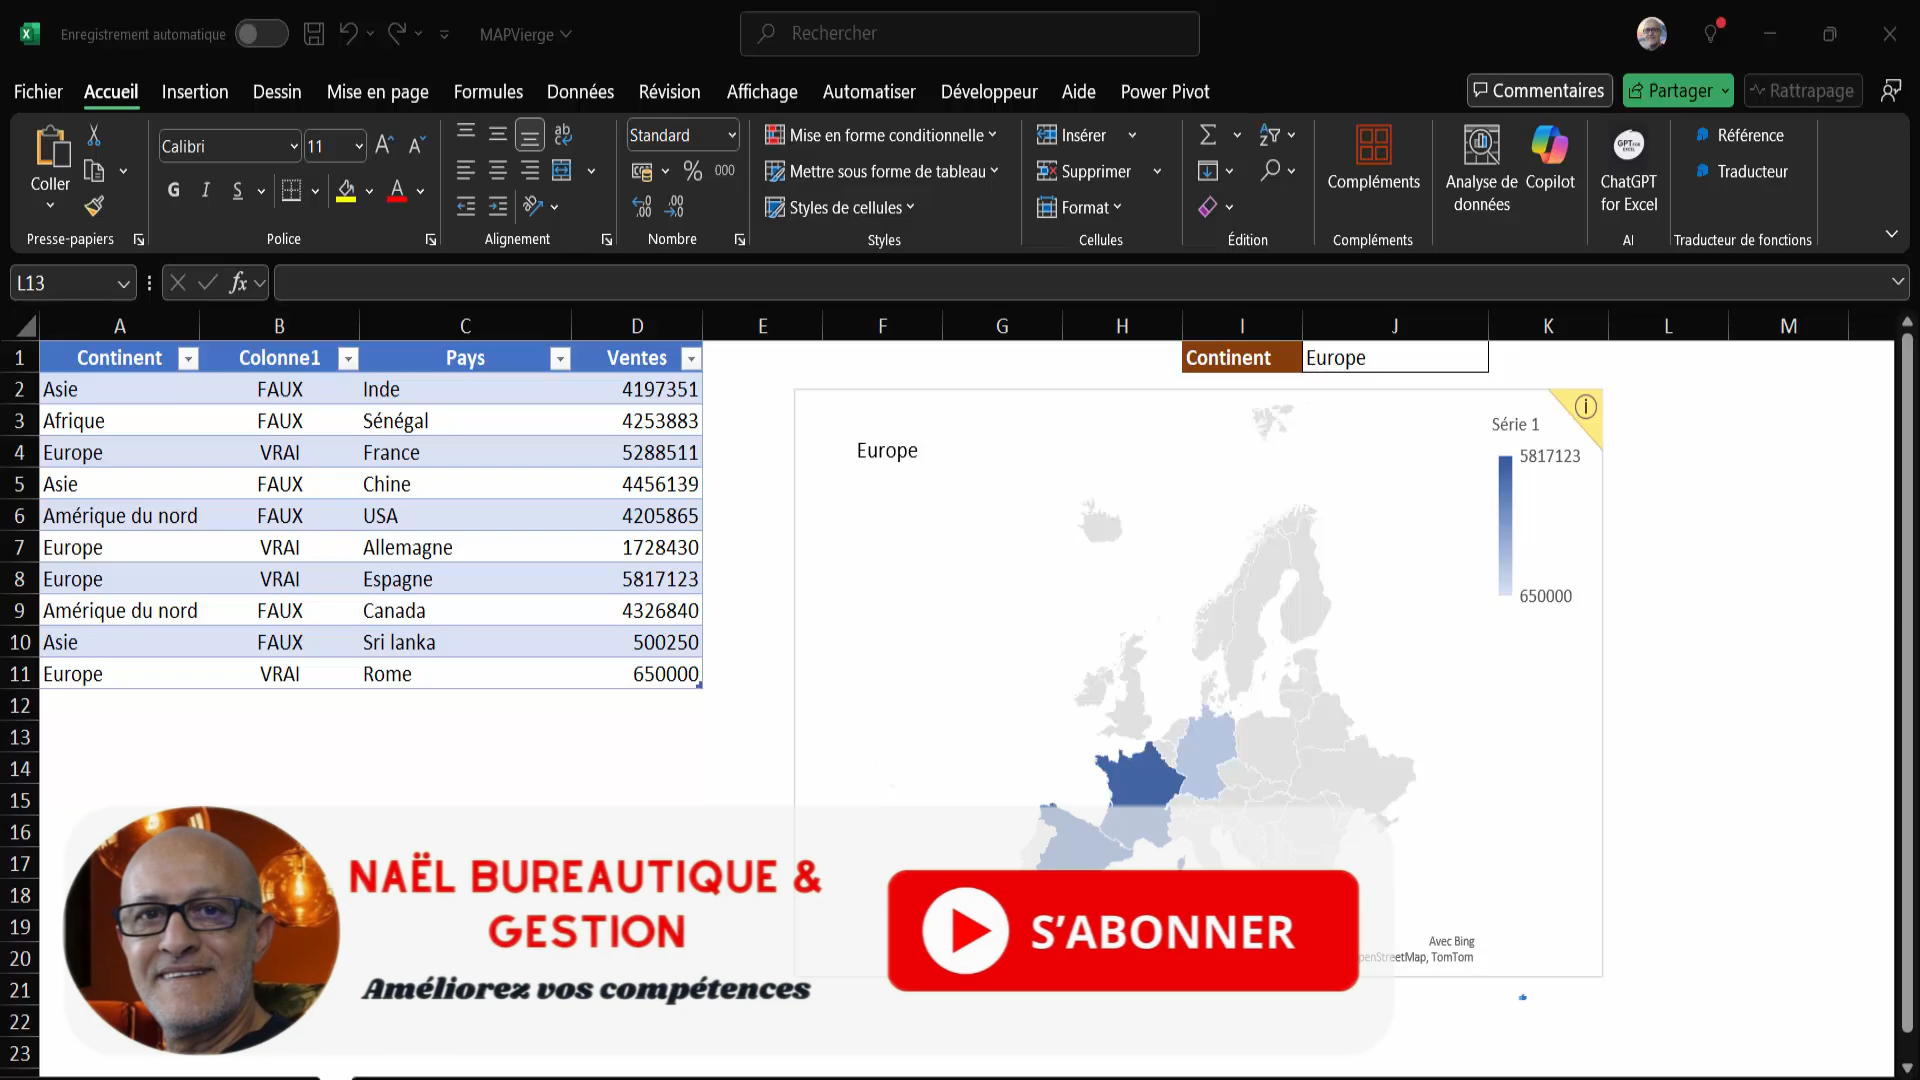 Enregistrement automatique
MAPVierge
Rechercher
Fichier Accueil Insertion Dessin Mise en page Formules Données Révision Affichage Automatiser Développeur Aide Power Pivot
Commentaires Partager Rattrapage
Coller
Presse-papiers
Calibri 11
G I S
Police
Alignement
Standard
% 000
Nombre
Mise en forme conditionnelle
Mettre sous forme de tableau
Styles de cellules
Styles
Insérer
Supprimer
Format
Cellules
Édition
Compléments
Compléments
Analyse de données
Copilot
ChatGPT for Excel
AI
Référence
Traducteur
Traducteur de fonctions
L13
fx
A B C D E F G H I J K L M
1 Continent Colonne1 Pays Ventes Continent Europe
2 Asie FAUX Inde 4197351
3 Afrique FAUX Sénégal 4253883
4 Europe VRAI France 5288511
5 Asie FAUX Chine 4456139
6 Amérique du nord FAUX USA 4205865
7 Europe VRAI Allemagne 1728430
8 Europe VRAI Espagne 5817123
9 Amérique du nord FAUX Canada 4326840
10 Asie FAUX Sri lanka 500250
11 Europe VRAI Rome 650000
12
13
14
15
16
17
18
19
20
21
22
23
Europe
Série 1
5817123
650000
Avec Bing
penStreetMap, TomTom
NAËL BUREAUTIQUE &
GESTION
Améliorez vos compétences
S'ABONNER